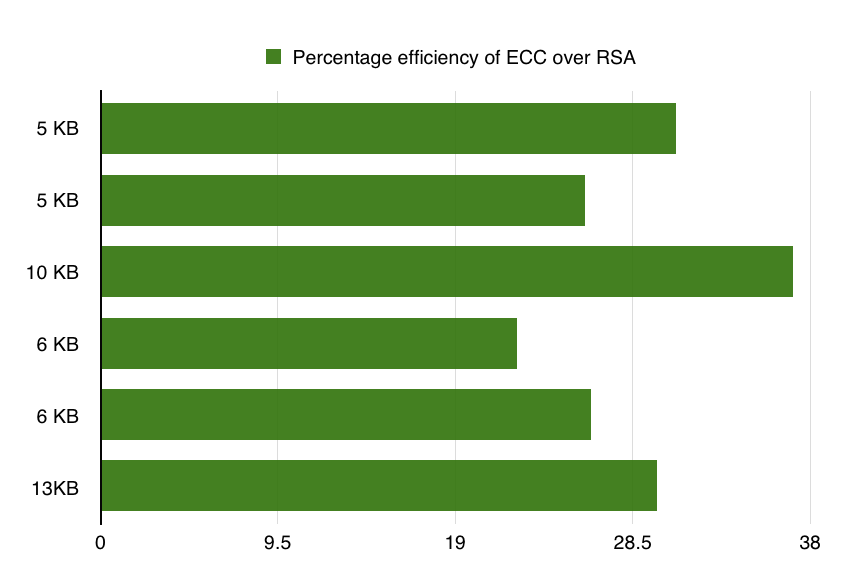 Percentage efficiency of ECC over RSA
5 KB
5 KB
10 KB
6 KB
6 KB
13KB
0 9.5 19 28.5 38